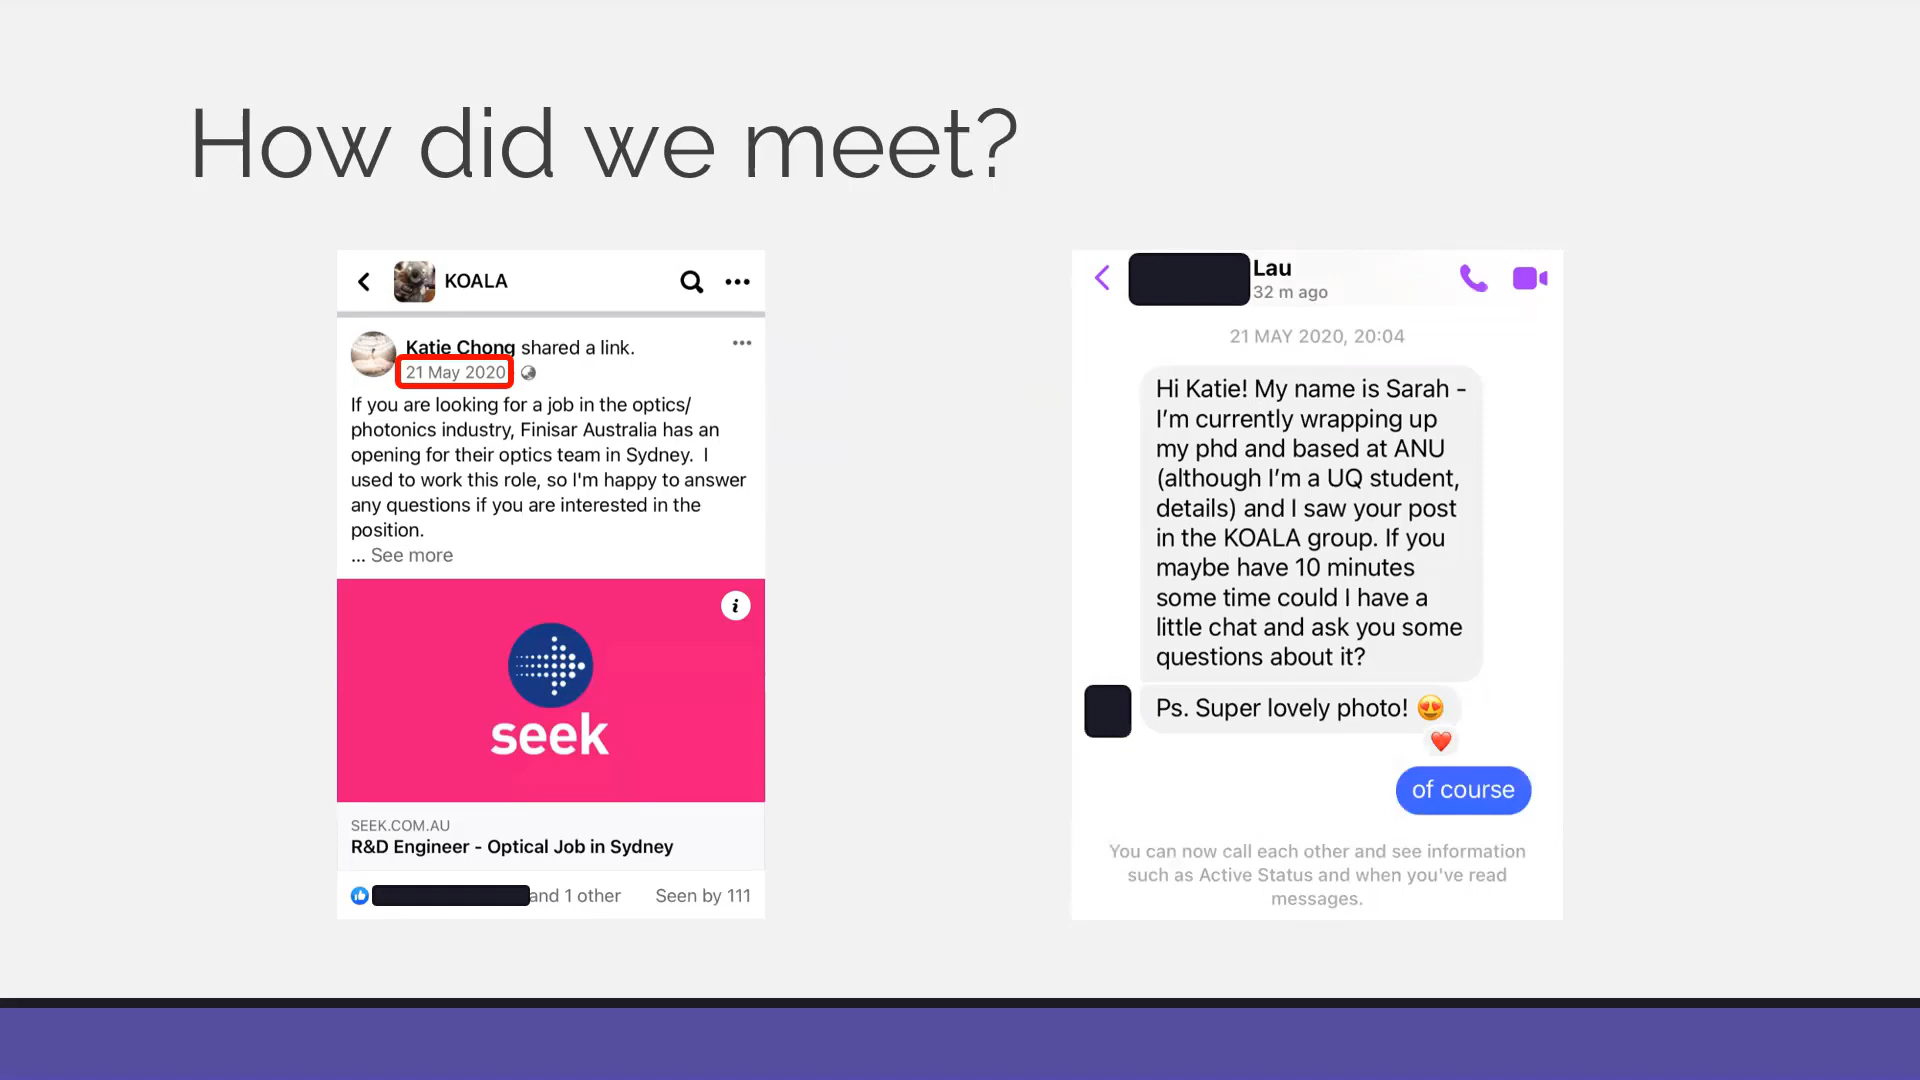 How did we meet?
KOALA
Katie Chong shared a link.
21 May 2020
If you are looking for a job in the optics/
photonics industry, Finisar Australia has an
opening for their optics team in Sydney. I
used to work this role, so I'm happy to answer
any questions if you are interested in the
position.
... See more
i
seek
SEEK.COM.AU
R&D Engineer - Optical Job in Sydney
and 1 other
Seen by 111
Lau
32 m ago
21 MAY 2020, 20:04
Hi Katie! My name is Sarah -
I’m currently wrapping up
my phd and based at ANU
(although I’m a UQ student,
details) and I saw your post
in the KOALA group. If you
maybe have 10 minutes
some time could I have a
little chat and ask you some
questions about it?
Ps. Super lovely photo! 😍
of course
You can now call each other and see information
such as Active Status and when you've read
messages.